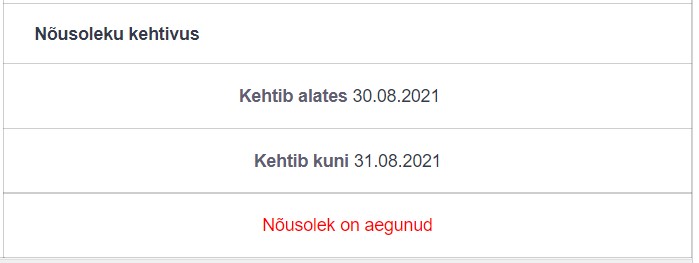 Nõusoleku kehtivus
Kehtib alates 30.08.2021
Kehtib kuni 31.08.2021
Nõusolek on aegunud